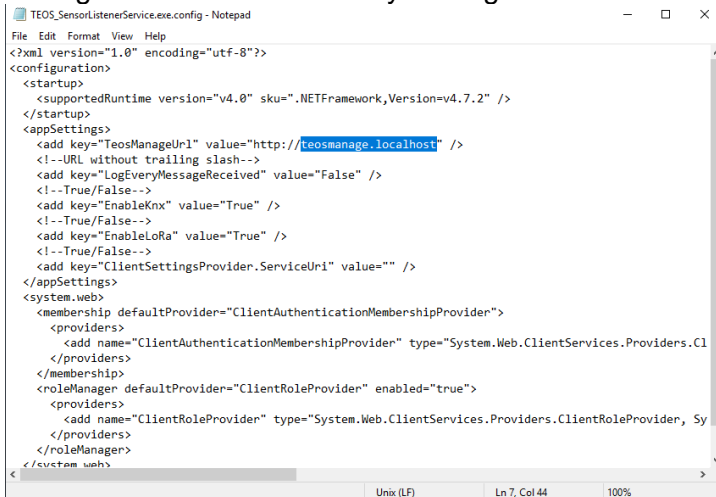 TEOS_SensorListenerService.exe.config - Notepad
File Edit Format View Help
<?xml version="1.0" encoding="utf-8"?>
<configuration>
  <startup>
    <supportedRuntime version="v4.0" sku=".NETFramework,Version=v4.7.2" />
  </startup>
  <appSettings>
    <add key="TeosManageUrl" value="http://teosmanage.localhost" />
    <!--URL without trailing slash-->
    <add key="LogEveryMessageReceived" value="False" />
    <!--True/False-->
    <add key="EnableKnx" value="True" />
    <!--True/False-->
    <add key="EnableLoRa" value="True" />
    <!--True/False-->
    <add key="ClientSettingsProvider.ServiceUri" value="" />
  </appSettings>
  <system.web>
    <membership defaultProvider="ClientAuthenticationMembershipProvider">
      <providers>
        <add name="ClientAuthenticationMembershipProvider" type="System.Web.ClientServices.Providers.Cl
      </providers>
    </membership>
    <roleManager defaultProvider="ClientRoleProvider" enabled="true">
      <providers>
        <add name="ClientRoleProvider" type="System.Web.ClientServices.Providers.ClientRoleProvider, Sy
      </providers>
    </roleManager>
  </system.web>
Unix (LF) Ln 7, Col 44 100%